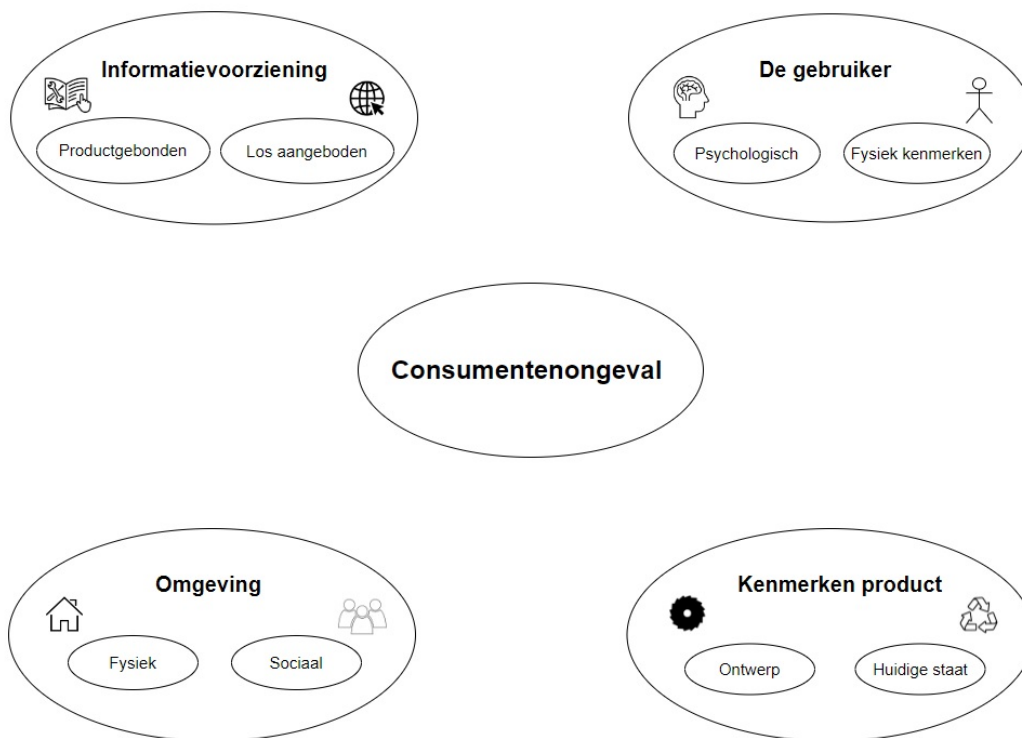 Informatievoorziening
Productgebonden
Los aangeboden
De gebruiker
Psychologisch
Fysiek kenmerken
Consumentenongeval
Omgeving
Fysiek
Sociaal
Kenmerken product
Ontwerp
Huidige staat